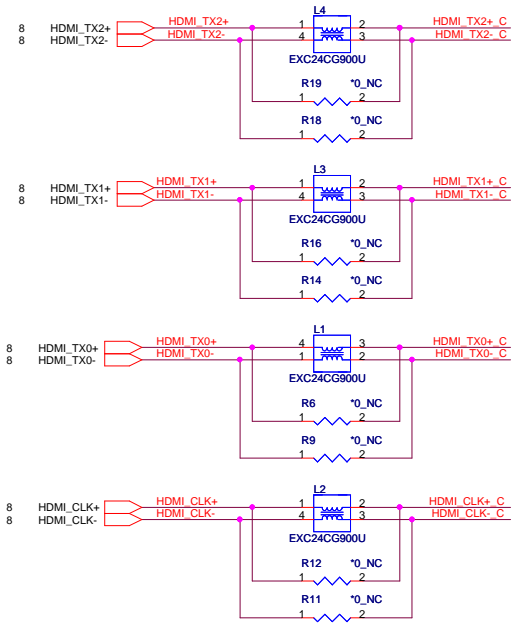 L4
8 HDMI_TX2+ HDMI_TX2+ 1 2 HDMI_TX2+_C
8 HDMI_TX2- HDMI_TX2- 4 3 HDMI_TX2-_C
EXC24CG900U
R19 *0_NC
1 2
R18 *0_NC
1 2
L3
8 HDMI_TX1+ HDMI_TX1+ 1 2 HDMI_TX1+_C
8 HDMI_TX1- HDMI_TX1- 4 3 HDMI_TX1-_C
EXC24CG900U
R16 *0_NC
1 2
R14 *0_NC
1 2
L1
8 HDMI_TX0+ HDMI_TX0+ 4 3 HDMI_TX0+_C
8 HDMI_TX0- HDMI_TX0- 1 2 HDMI_TX0-_C
EXC24CG900U
R6 *0_NC
1 2
R9 *0_NC
1 2
L2
8 HDMI_CLK+ HDMI_CLK+ 1 2 HDMI_CLK+_C
8 HDMI_CLK- HDMI_CLK- 4 3 HDMI_CLK-_C
EXC24CG900U
R12 *0_NC
1 2
R11 *0_NC
1 2